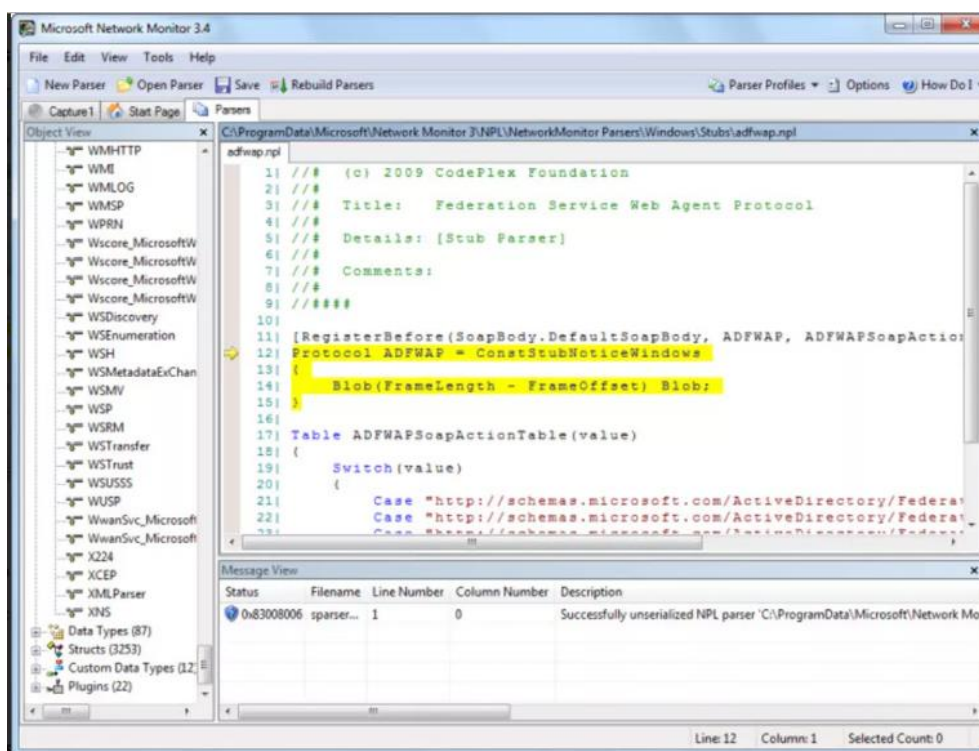 Microsoft Network Monitor 3.4
File Edit View Tools Help
New Parser Open Parser Save Rebuild Parsers Parser Profiles Options How Do I
Capture1 Start Page Parsers
Object View
WMHTTP
WMI
WMLOG
WMSP
WPRN
Wscore_MicrosoftW
Wscore_MicrosoftW
Wscore_MicrosoftW
Wscore_MicrosoftW
WSDiscovery
WSEnumeration
WSH
WSMetadataExChan
WSMV
WSP
WSRM
WSTransfer
WSTrust
WSUSSS
WUSP
WwanSvc_Microsoft
WwanSvc_Microsoft
X224
XCEP
XMLParser
XNS
Data Types (87)
Structs (3253)
Custom Data Types (12
Plugins (22)
C:\ProgramData\Microsoft\Network Monitor 3\NPL\NetworkMonitor Parsers\Windows\Stubs\adfwap.npl
adfwap.npl
1| //# (c) 2009 CodePlex Foundation
2| //#
3| //# Title: Federation Service Web Agent Protocol
4| //#
5| //# Details: [Stub Parser]
6| //#
7| //# Comments:
8| //#
9| //####
10|
11| [RegisterBefore(SoapBody.DefaultSoapBody, ADFWAP, ADFWAPSoapAction
12| Protocol ADFWAP = ConstStubNoticeWindows
13| {
14| Blob(FrameLength - FrameOffset) Blob;
15| }
16|
17| Table ADFWAPSoapActionTable(value)
18| {
19| Switch(value)
20| {
21| Case "http://schemas.microsoft.com/ActiveDirectory/Federa
22| Case "http://schemas.microsoft.com/ActiveDirectory/Federa
Message View
Status Filename Line Number Column Number Description
0x83008006 sparser... 1 0 Successfully unserialized NPL parser 'C:\ProgramData\Microsoft\Network Mo
Line: 12 Column: 1 Selected Count: 0